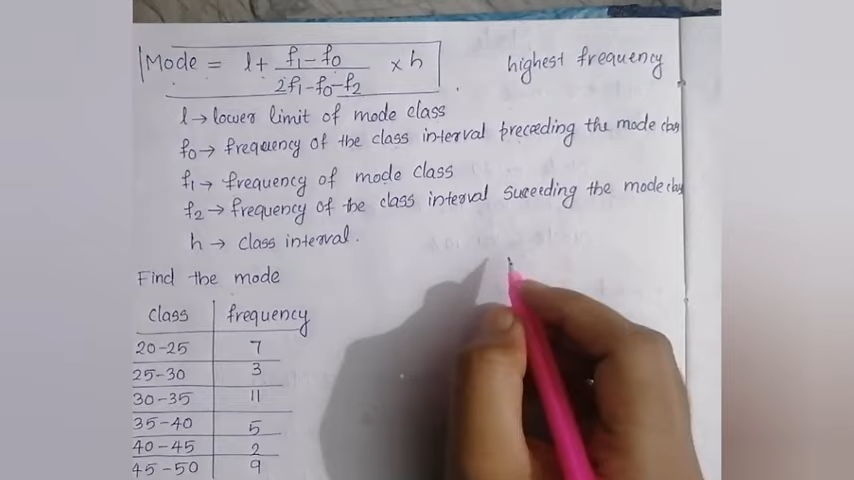 Mode = l + f1 - f0 / 2f1 - f0 - f2 × h
highest frequency
l → lower limit of mode class
f0 → frequency of the class interval preceeding the mode class
f1 → frequency of mode class
f2 → frequency of the class interval suceeding the mode class
h → class interval.
Find the mode
class frequency
20-25 7
25-30 3
30-35 11
35-40 5
40-45 2
45-50 9